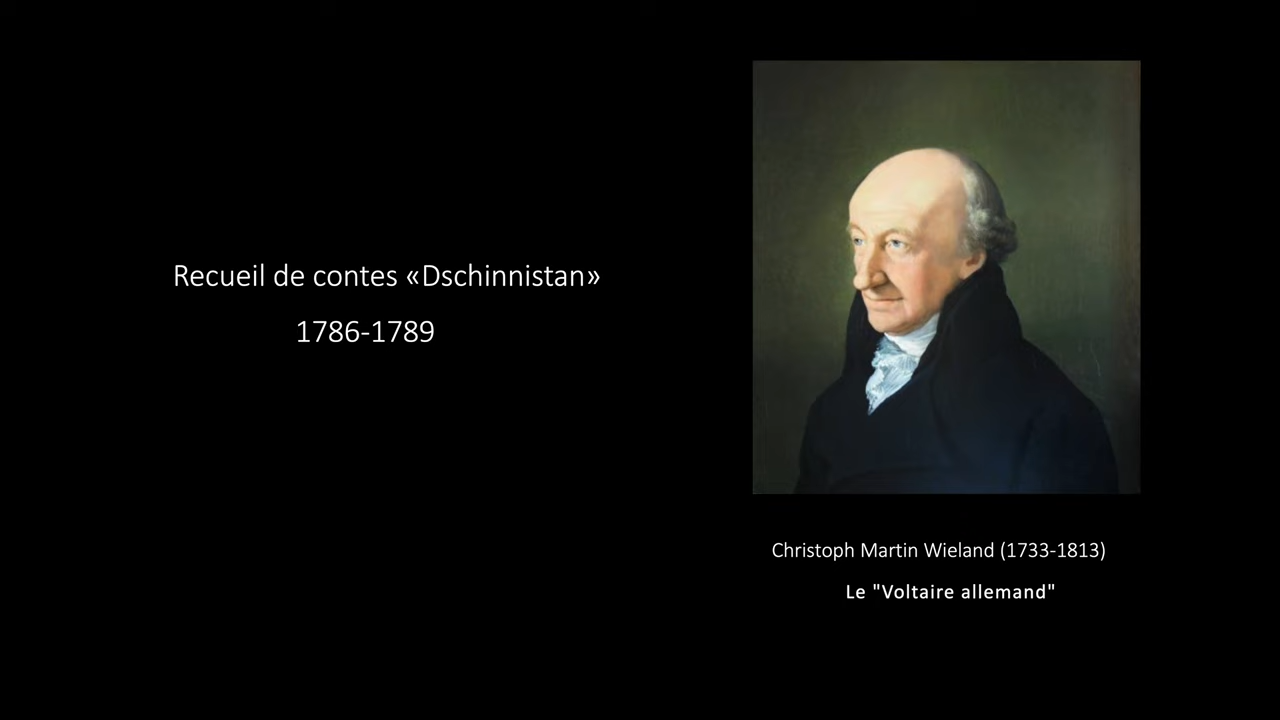 Recueil de contes «Dschinnistan»
1786-1789
Christoph Martin Wieland (1733-1813)
Le "Voltaire allemand"